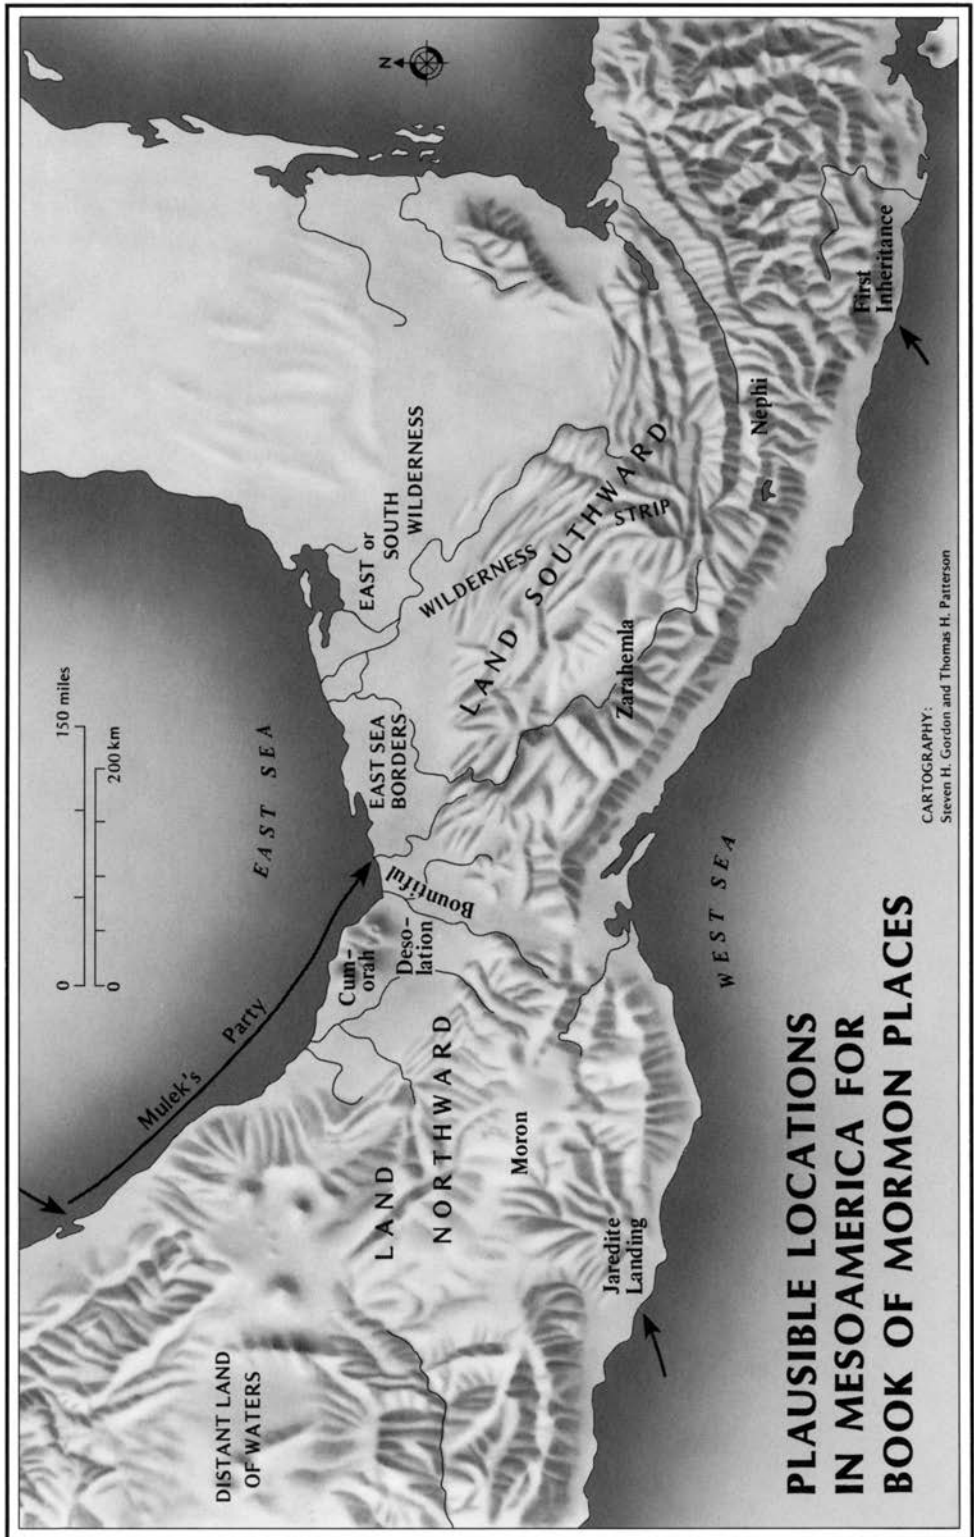 PLAUSIBLE LOCATIONS
IN MESOAMERICA FOR
BOOK OF MORMON PLACES
CARTOGRAPHY:
Steven H. Gordon and Thomas H. Patterson
0 150 miles
0 200 km
N
EAST SEA
Mulek's Party
DISTANT LAND
OF WATERS
LAND
NORTHWARD
Moron
Jaredite
Landing
Cum-
orah
Deso-
lation
Bountiful
EAST SEA
BORDERS
EAST or
SOUTH
WILDERNESS
WILDERNESS
STRIP
LAND SOUTHWARD
Zarahemla
Nephi
First
Inheritance
WEST SEA